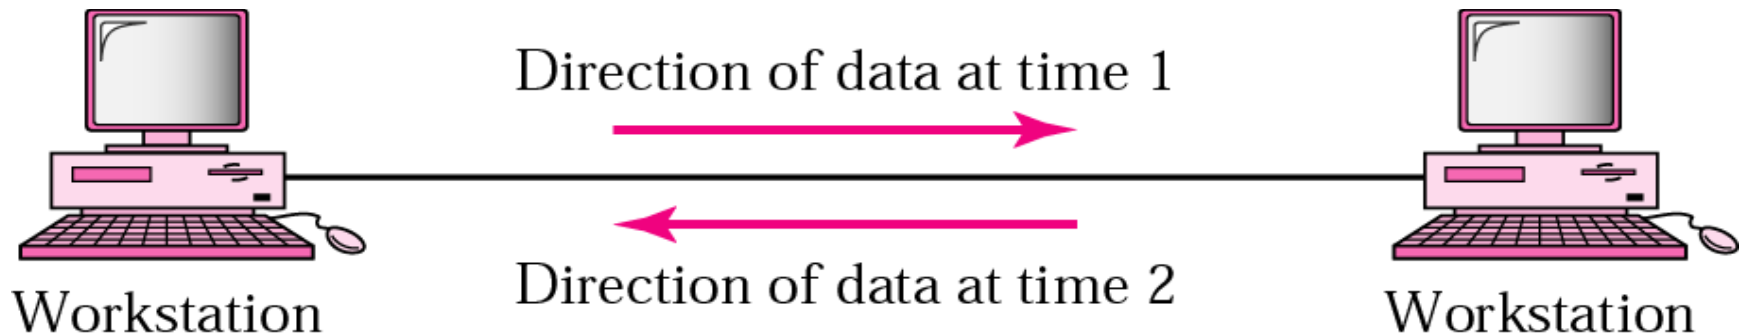 Direction of data at time 1
Direction of data at time 2
Workstation
Workstation